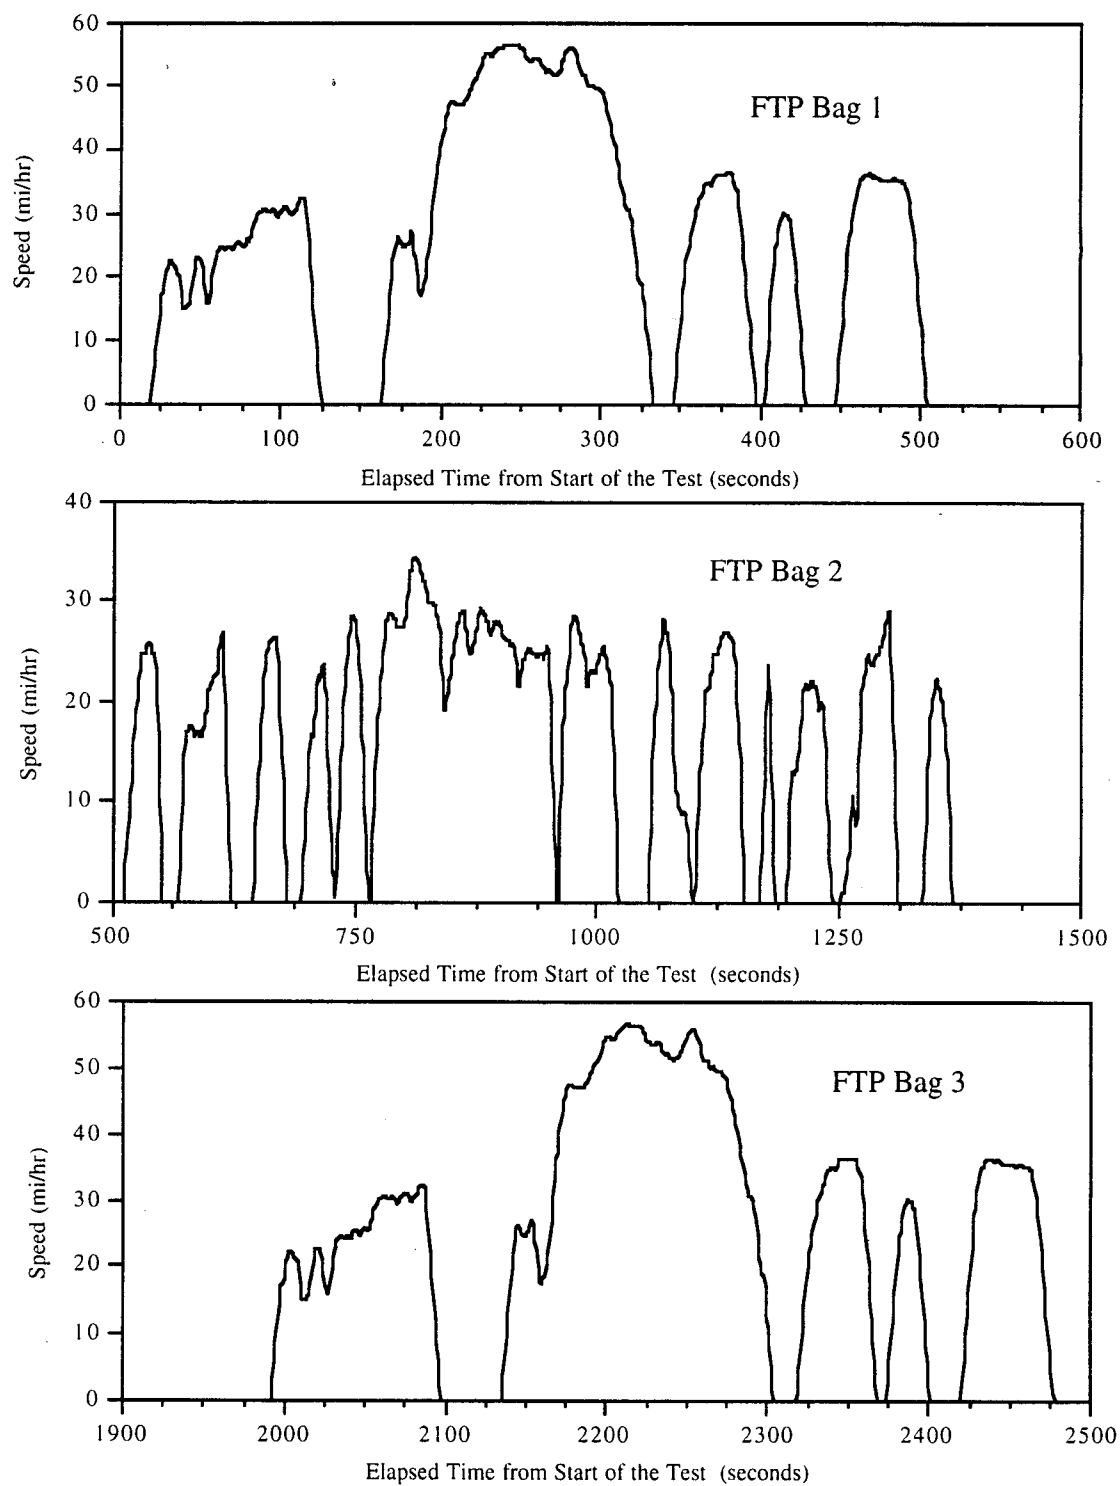 60
50
40
30
20
10
0
Speed (mi/hr)
FTP Bag 1
0 100 200 300 400 500 600
Elapsed Time from Start of the Test (seconds)
40
30
20
10
0
Speed (mi/hr)
FTP Bag 2
500 750 1000 1250 1500
Elapsed Time from Start of the Test (seconds)
60
50
40
30
20
10
0
Speed (mi/hr)
FTP Bag 3
1900 2000 2100 2200 2300 2400 2500
Elapsed Time from Start of the Test (seconds)